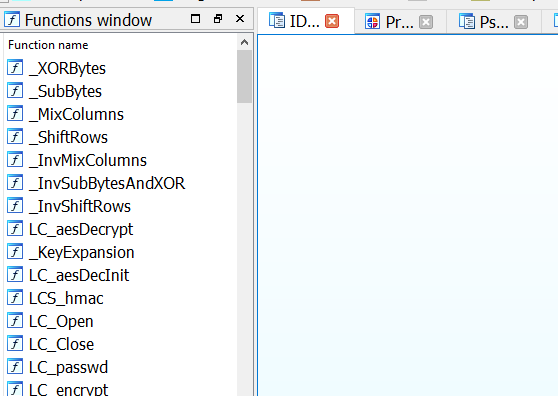 Functions window
ID...
Pr...
Ps...
Function name
_XORBytes
_SubBytes
_MixColumns
_ShiftRows
_InvMixColumns
_InvSubBytesAndXOR
_InvShiftRows
LC_aesDecrypt
_KeyExpansion
LC_aesDecInit
LCS_hmac
LC_Open
LC_Close
LC_passwd
LC_encrypt